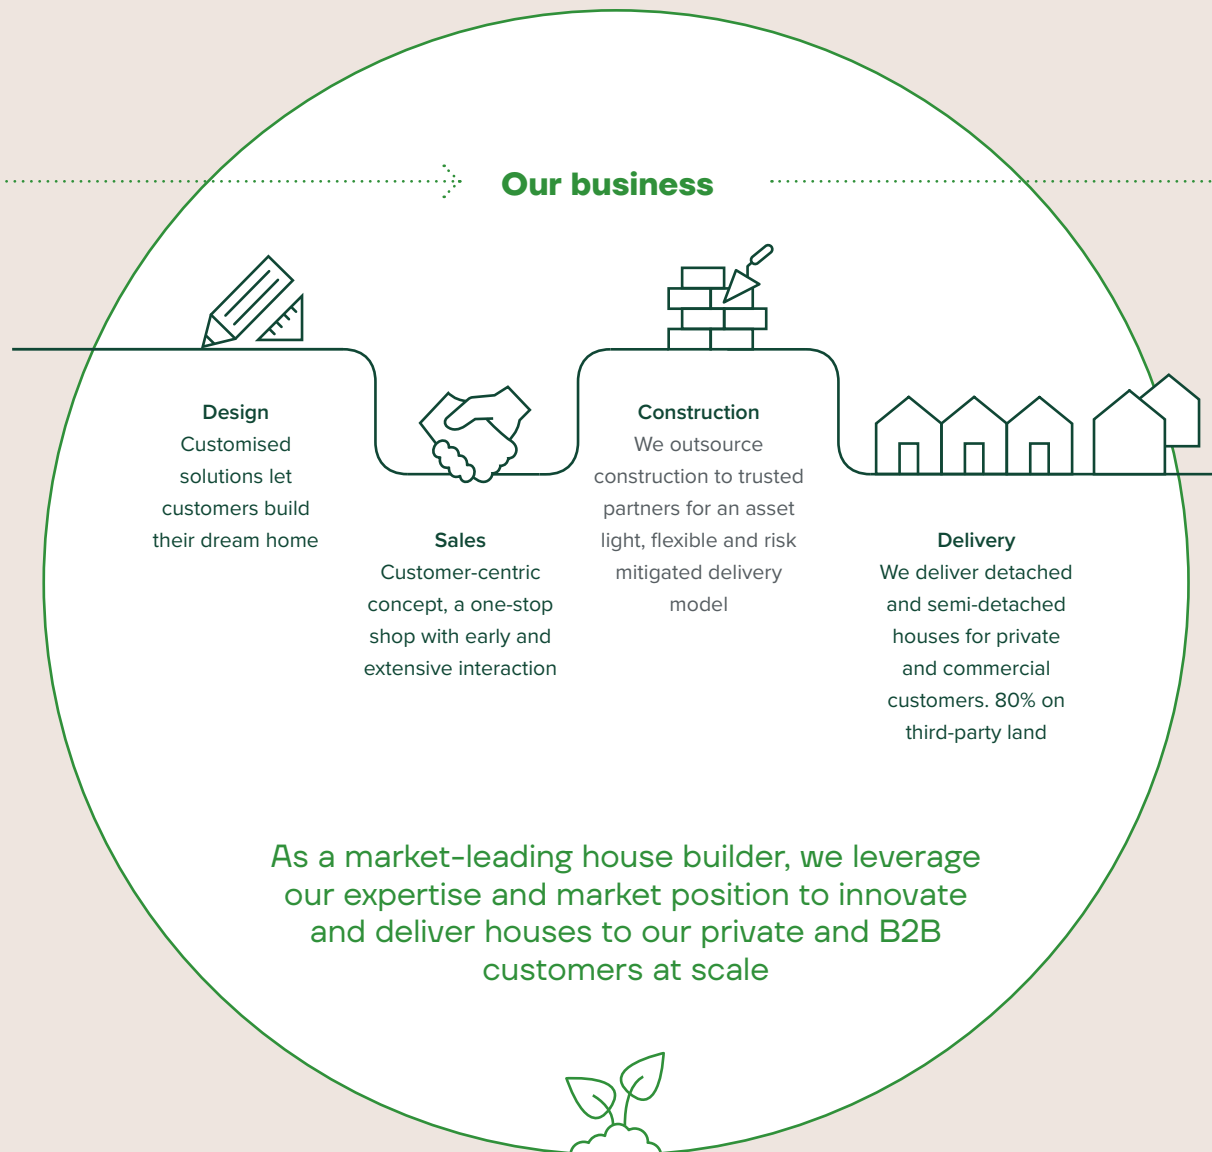 Our business
Design
Customised
solutions let
customers build
their dream home
Sales
Customer-centric
concept, a one-stop
shop with early and
extensive interaction
Construction
We outsource
construction to trusted
partners for an asset
light, flexible and risk
mitigated delivery
model
Delivery
We deliver detached
and semi-detached
houses for private
and commercial
customers. 80% on
third-party land
As a market-leading house builder, we leverage
our expertise and market position to innovate
and deliver houses to our private and B2B
customers at scale